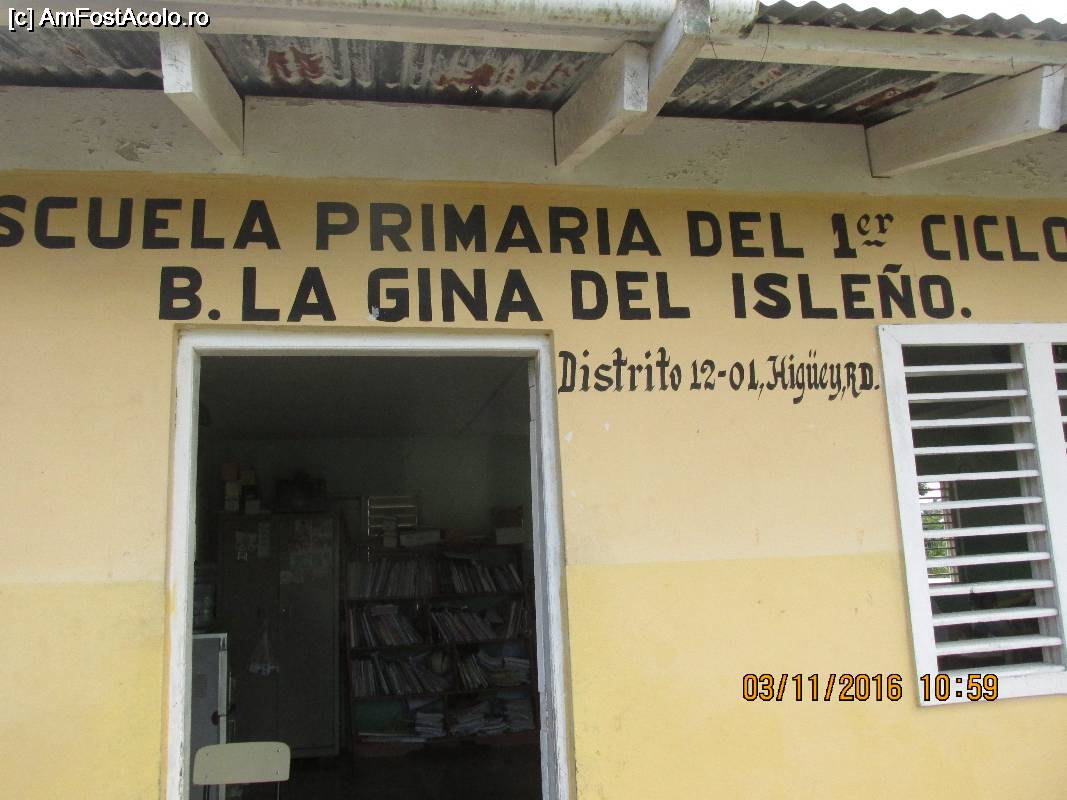 [c] AmFostAcolo.ro
SCUELA PRIMARIA DEL 1er CICLO
B. LA GINA DEL ISLEÑO.
Distrito 12-01, Higüey, RD.
03/11/2016 10:59